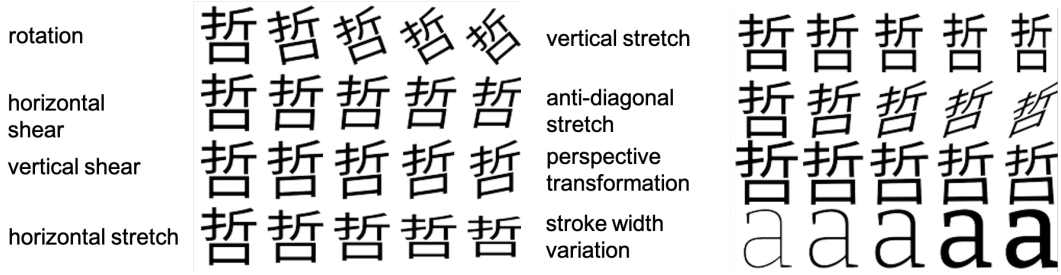 rotation 哲 哲 哲 哲 哲
horizontal
shear 哲 哲 哲 哲 哲
vertical shear 哲 哲 哲 哲 哲
horizontal stretch 哲 哲 哲 哲 哲
vertical stretch 哲 哲 哲 哲 哲
anti-diagonal
stretch 哲 哲 哲 哲 哲
perspective
transformation 哲 哲 哲 哲 哲
stroke width
variation a a a a a